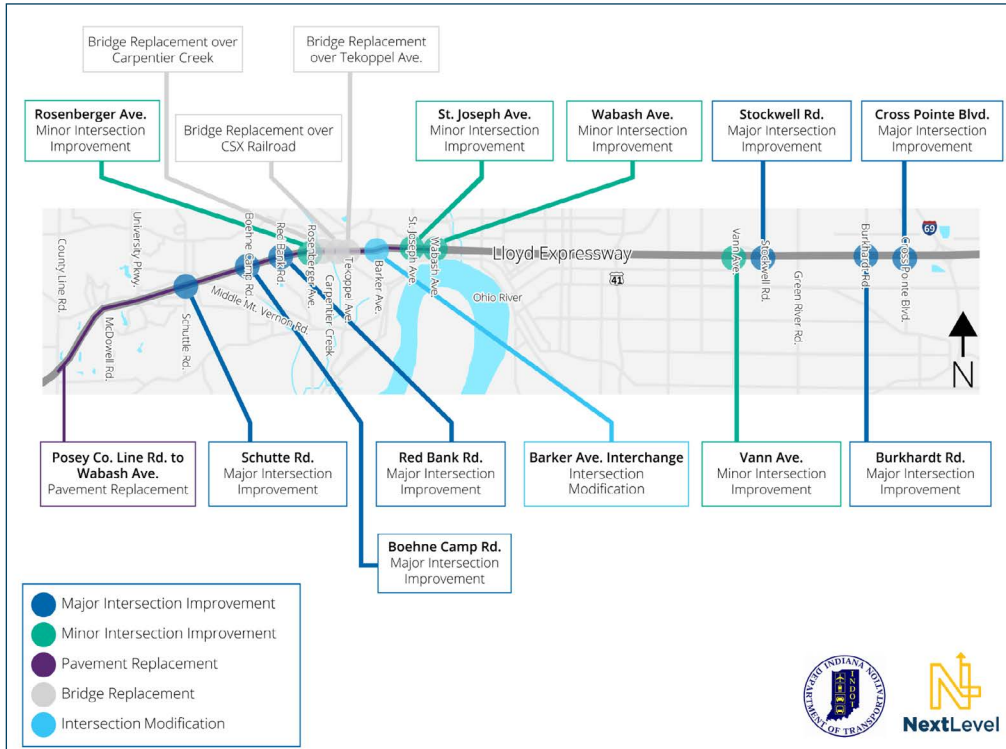 Bridge Replacement over
Carpentier Creek
Bridge Replacement
over Tekoppel Ave.
Rosenberger Ave.
Minor Intersection
Improvement
Bridge Replacement over
CSX Railroad
St. Joseph Ave.
Minor Intersection
Improvement
Wabash Ave.
Minor Intersection
Improvement
Stockwell Rd.
Major Intersection
Improvement
Cross Pointe Blvd.
Major Intersection
Improvement
County Line Rd.
University Pkwy.
McDowell Rd.
Schuttle Rd.
Boehne Camp Rd.
Red Bank Rd.
Middle Mt. Vernon Rd.
Rosenberger Ave.
Carpentier Creek
Tekoppel Ave.
Barker Ave.
St. Joseph Ave.
Wabash Ave.
Lloyd Expressway
Ohio River
41
Vann Ave.
Stockwell Rd.
Green River Rd.
Burkhardt Rd.
Cross Pointe Blvd.
69
N
Posey Co. Line Rd. to
Wabash Ave.
Pavement Replacement
Schutte Rd.
Major Intersection
Improvement
Red Bank Rd.
Major Intersection
Improvement
Barker Ave. Interchange
Intersection
Modification
Vann Ave.
Minor Intersection
Improvement
Burkhardt Rd.
Major Intersection
Improvement
Boehne Camp Rd.
Major Intersection
Improvement
Major Intersection Improvement
Minor Intersection Improvement
Pavement Replacement
Bridge Replacement
Intersection Modification
INDIANA
DEPARTMENT OF TRANSPORTATION
INDOT
NextLevel